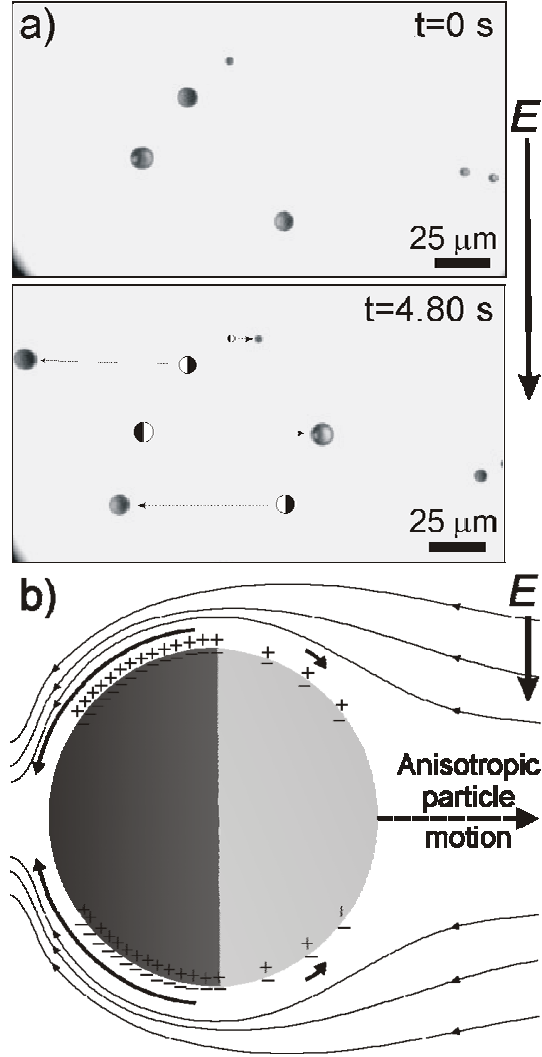 a)
t=0 s
E
25 μm
t=4.80 s
25 μm
b)
E
Anisotropic
particle
motion